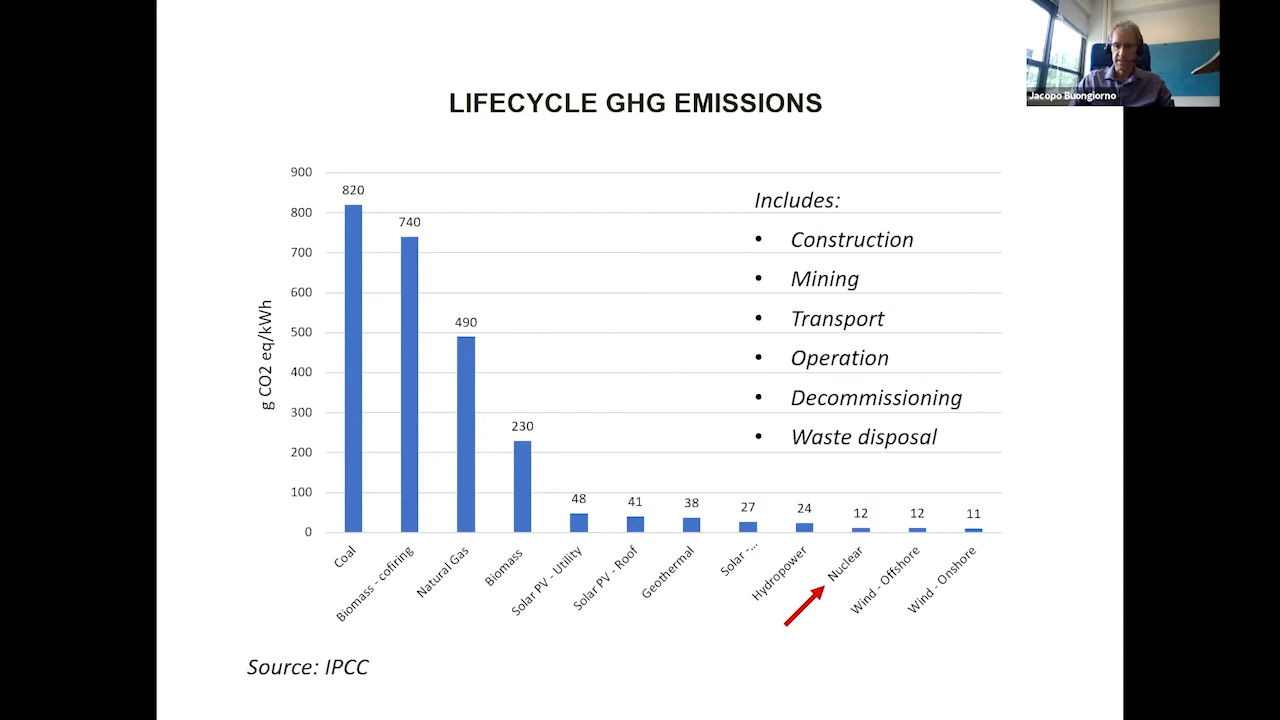 Jacopo Buongiorno
LIFECYCLE GHG EMISSIONS
g CO2 eq/kWh
900
800
700
600
500
400
300
200
100
0
820
740
490
230
48
41
38
27
24
12
12
11
Coal
Biomass - cofiring
Natural Gas
Biomass
Solar PV - Utility
Solar PV - Roof
Geothermal
Solar -...
Hydropower
Nuclear
Wind - Offshore
Wind - Onshore
Includes:
• Construction
• Mining
• Transport
• Operation
• Decommissioning
• Waste disposal
Source: IPCC